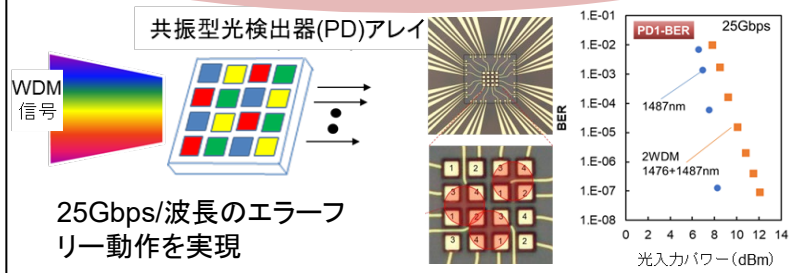 共振型光検出器(PD)アレイ
WDM
信号
25Gbps/波長のエラーフ
リー動作を実現
1 2 3 4
3 4 1 2
1 2 3 4
3 4 1 2
PD1-BER
25Gbps
BER
1.E-01
1.E-02
1.E-03
1.E-04
1.E-05
1.E-06
1.E-07
1.E-08
1487nm
2WDM
1476+1487nm
0 2 4 6 8 10 12 14
光入力パワー(dBm)